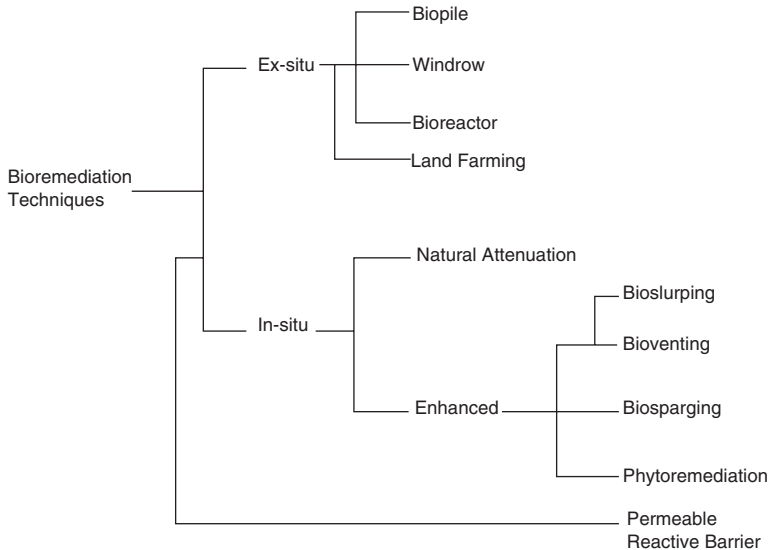 Biopile
Ex-situ
Windrow
Bioreactor
Land Farming
Bioremediation
Techniques
Natural Attenuation
Bioslurping
In-situ
Bioventing
Enhanced
Biosparging
Phytoremediation
Permeable
Reactive Barrier